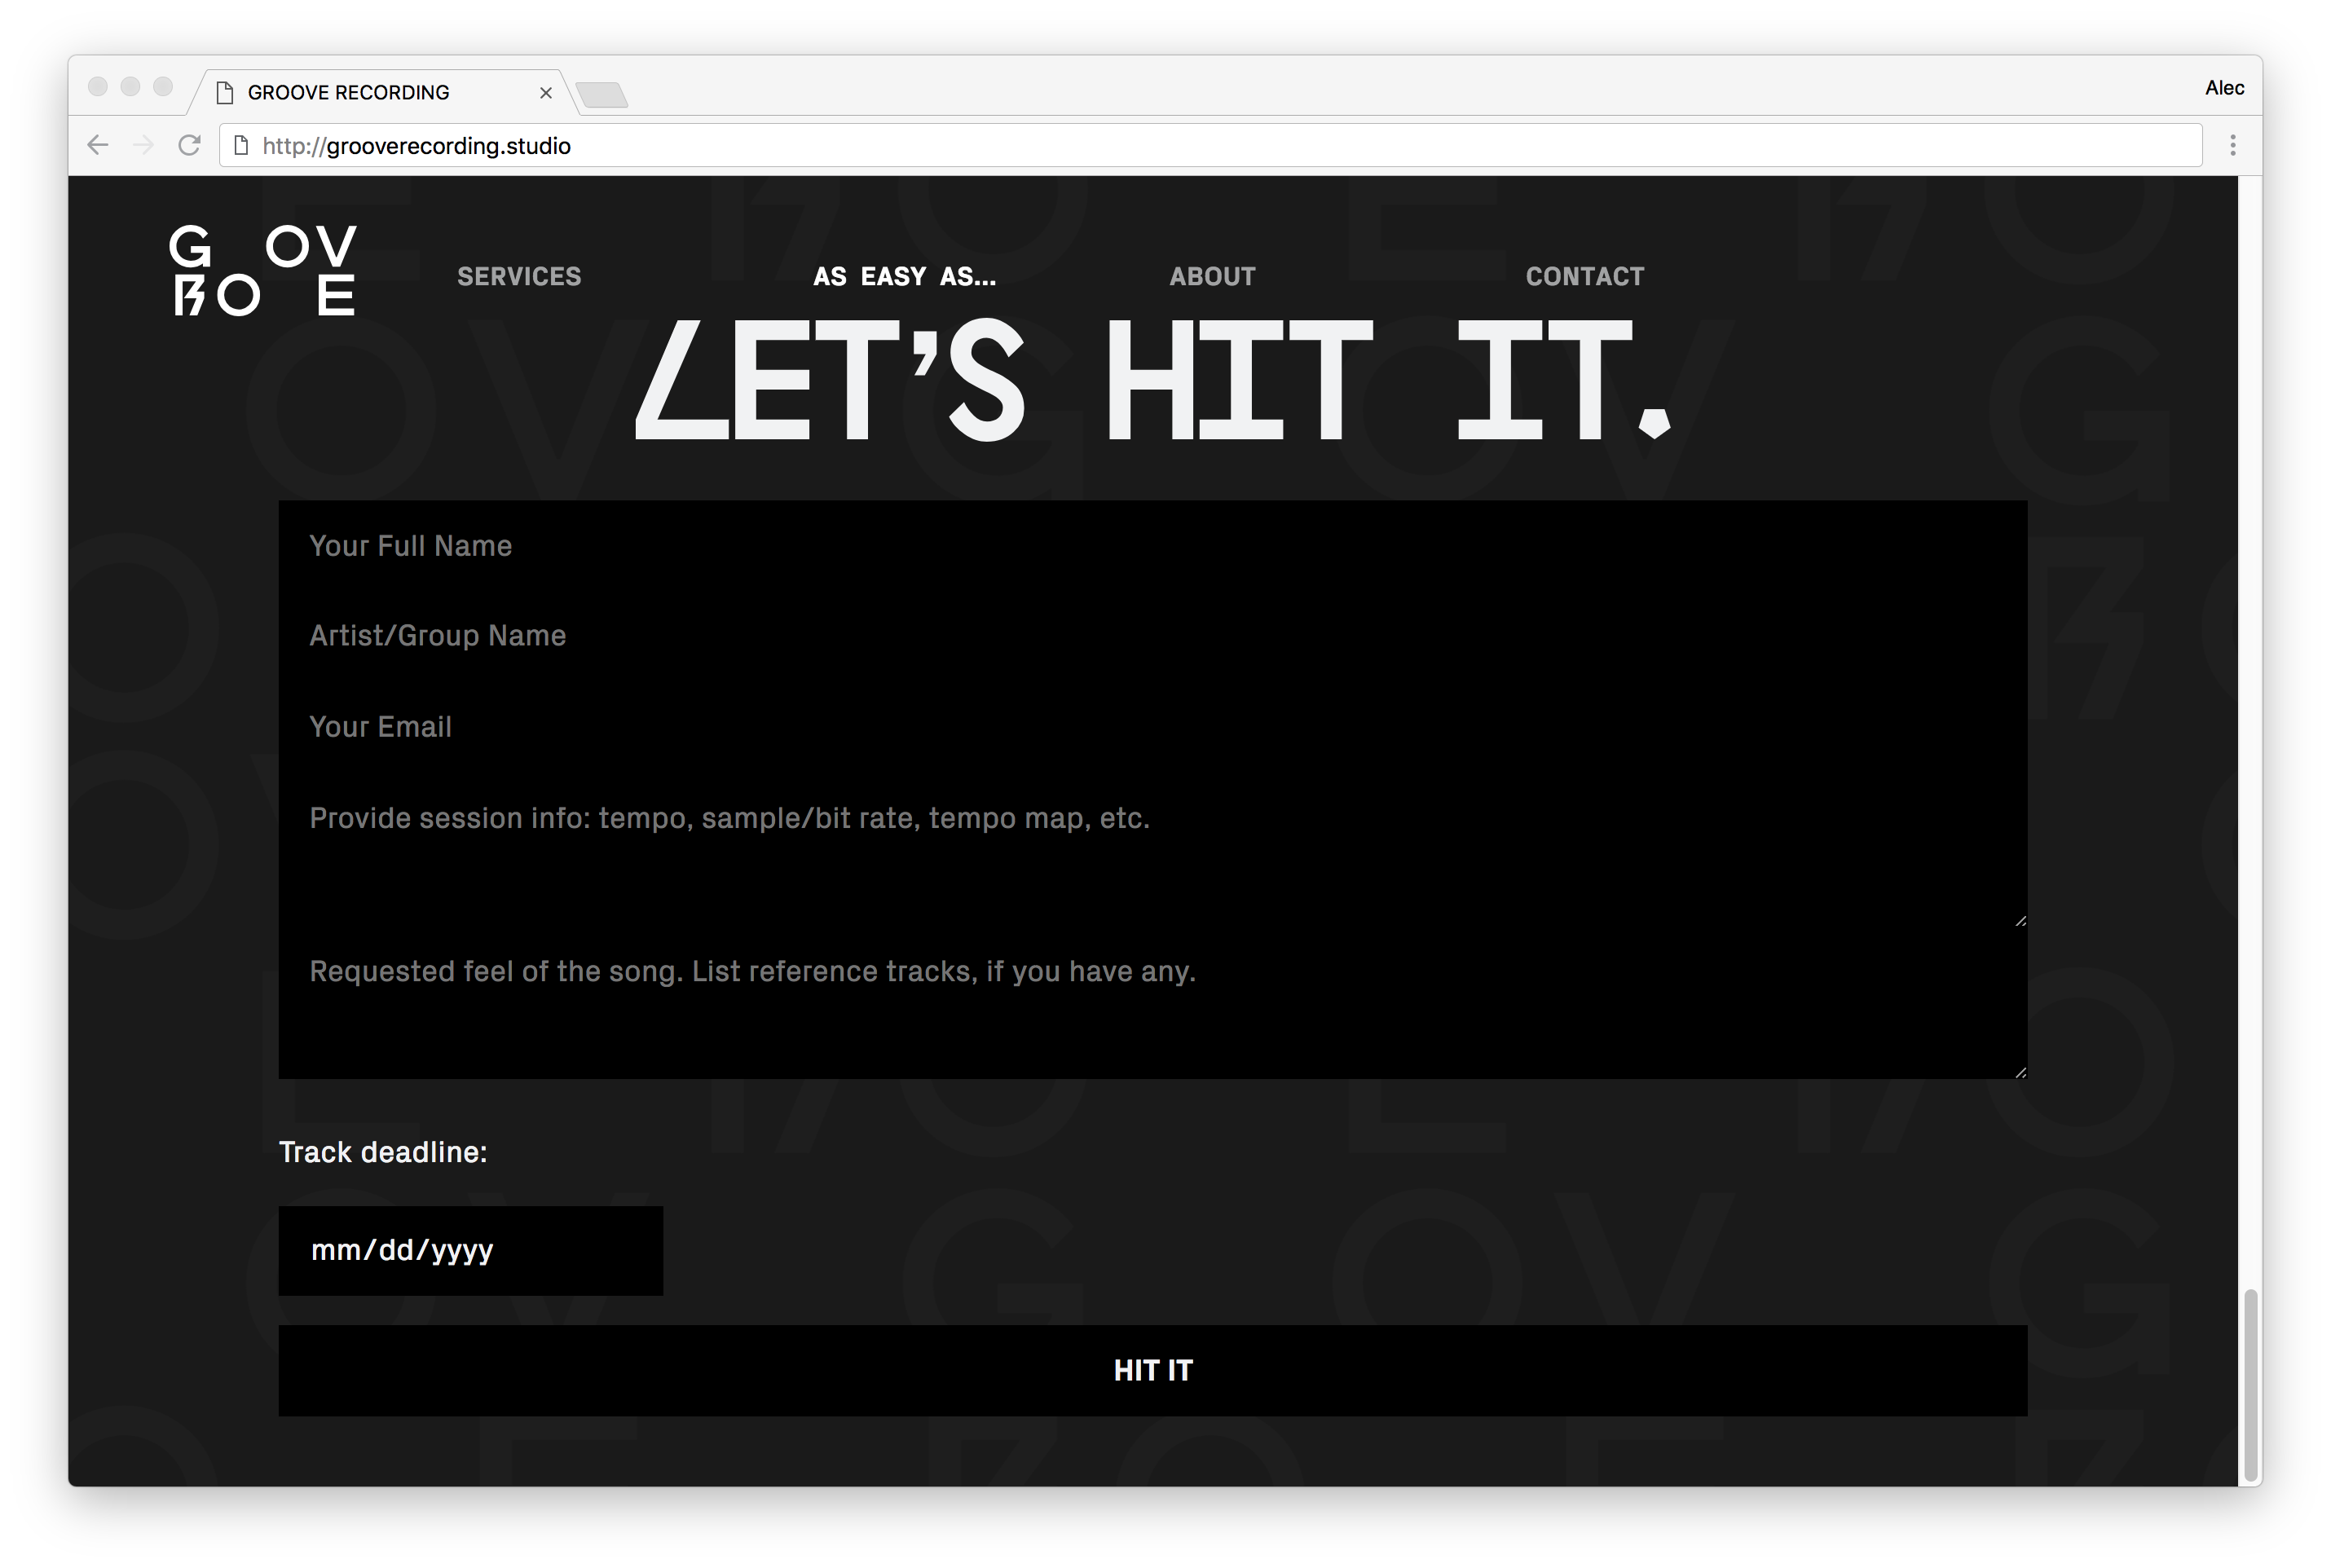 GROOVE RECORDING
Alec
http://grooverecording.studio
G OV
RO E
SERVICES AS EASY AS... ABOUT CONTACT
LET’S HIT IT.
Your Full Name
Artist/Group Name
Your Email
Provide session info: tempo, sample/bit rate, tempo map, etc.
Requested feel of the song. List reference tracks, if you have any.
Track deadline:
mm/dd/yyyy
HIT IT